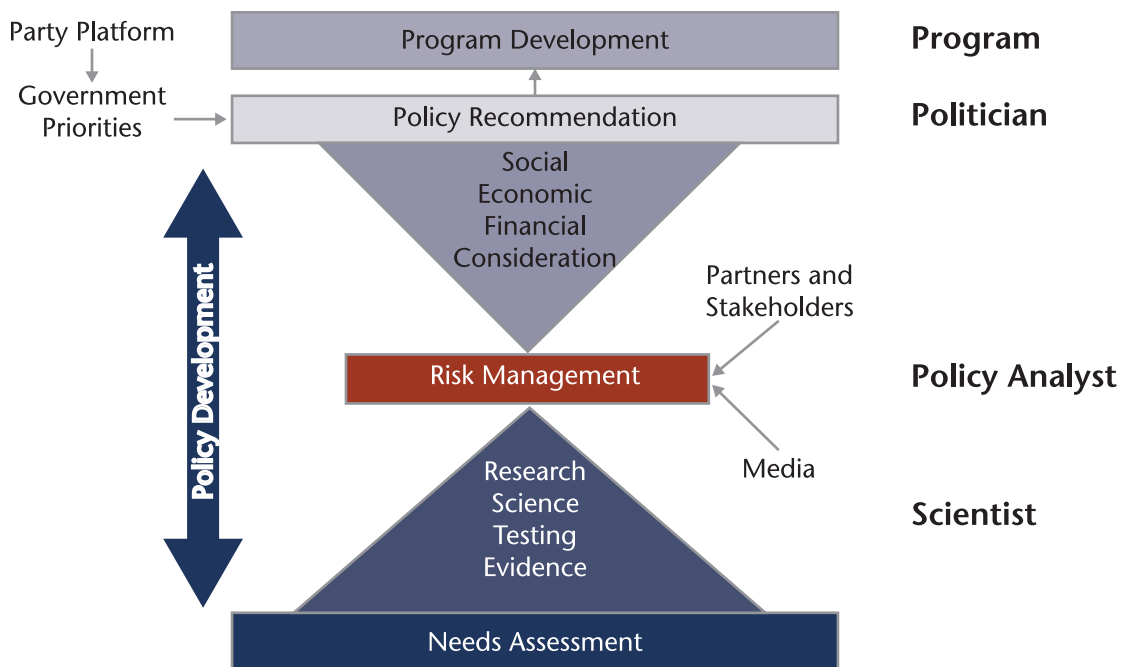 Party Platform
Government
Priorities
Program Development
Program
Policy Recommendation
Politician
Social
Economic
Financial
Consideration
Policy Development
Partners and
Stakeholders
Risk Management
Policy Analyst
Media
Research
Science
Testing
Evidence
Scientist
Needs Assessment